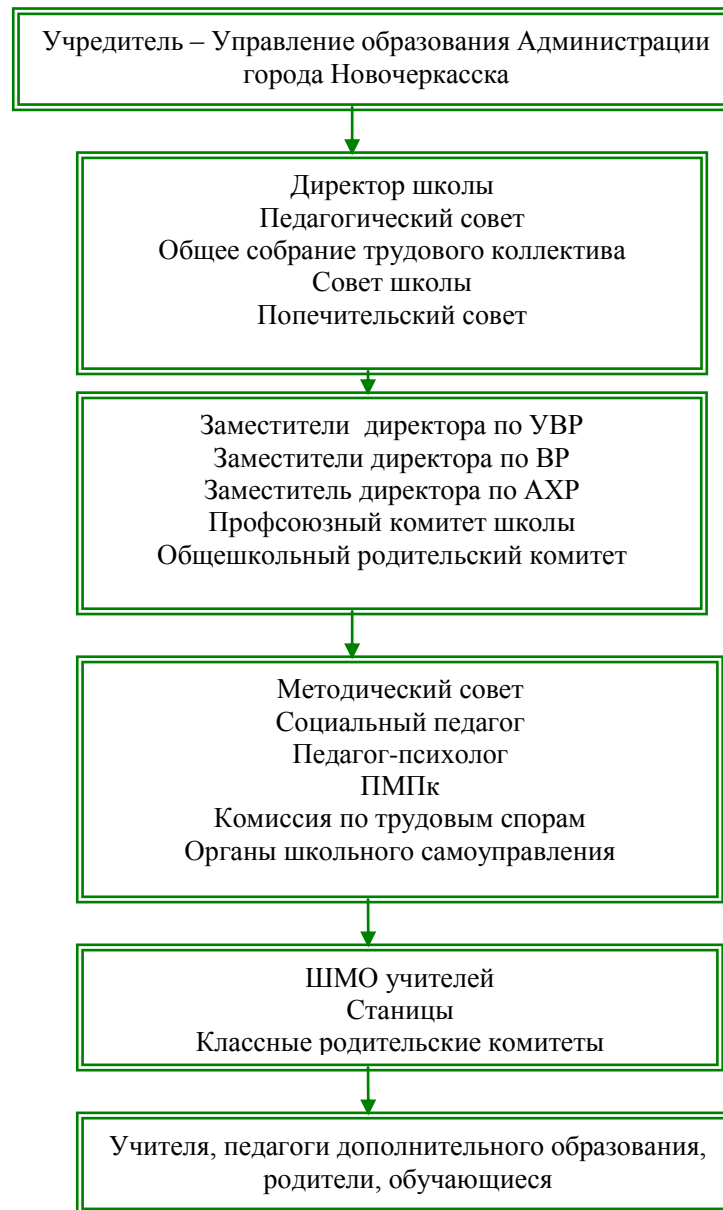 Учредитель – Управление образования Администрации
города Новочеркасска
Директор школы
Педагогический совет
Общее собрание трудового коллектива
Совет школы
Попечительский совет
Заместители директора по УВР
Заместители директора по ВР
Заместитель директора по АХР
Профсоюзный комитет школы
Общешкольный родительский комитет
Методический совет
Социальный педагог
Педагог-психолог
ПМПк
Комиссия по трудовым спорам
Органы школьного самоуправления
ШМО учителей
Станицы
Классные родительские комитеты
Учителя, педагоги дополнительного образования,
родители, обучающиеся